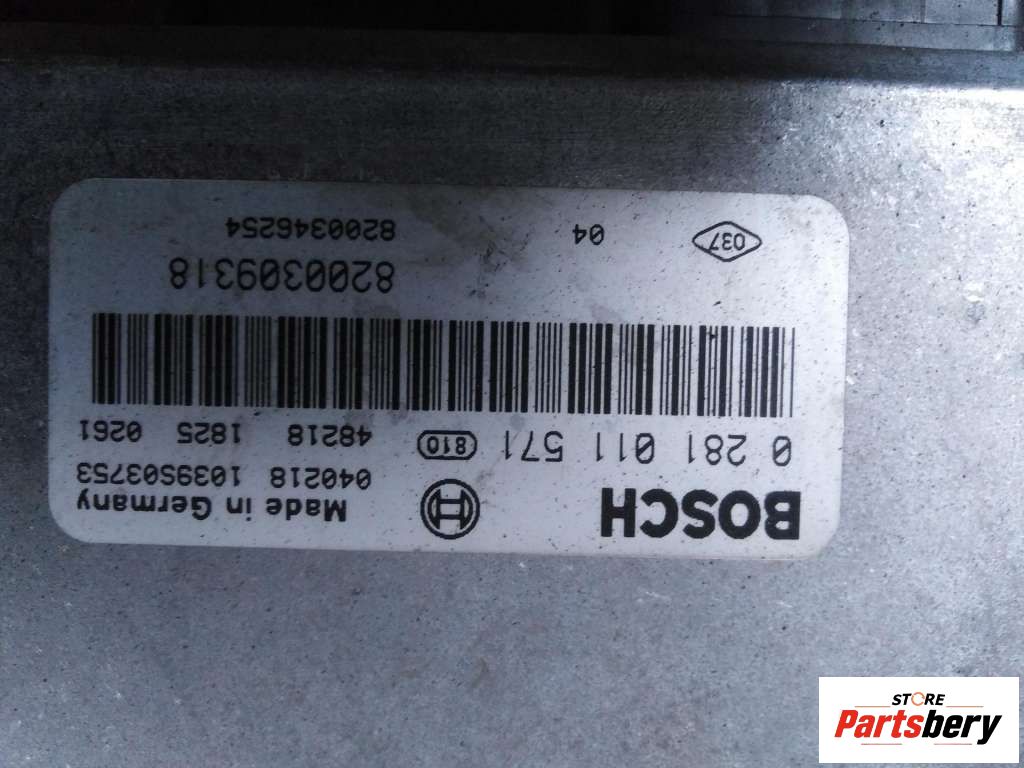 BOSCH
Made in Germany
040218 1039S03753
0 281 011 571 810 48218 1825 0261
8200309318
037 04 8200346254
STORE
Partsbery